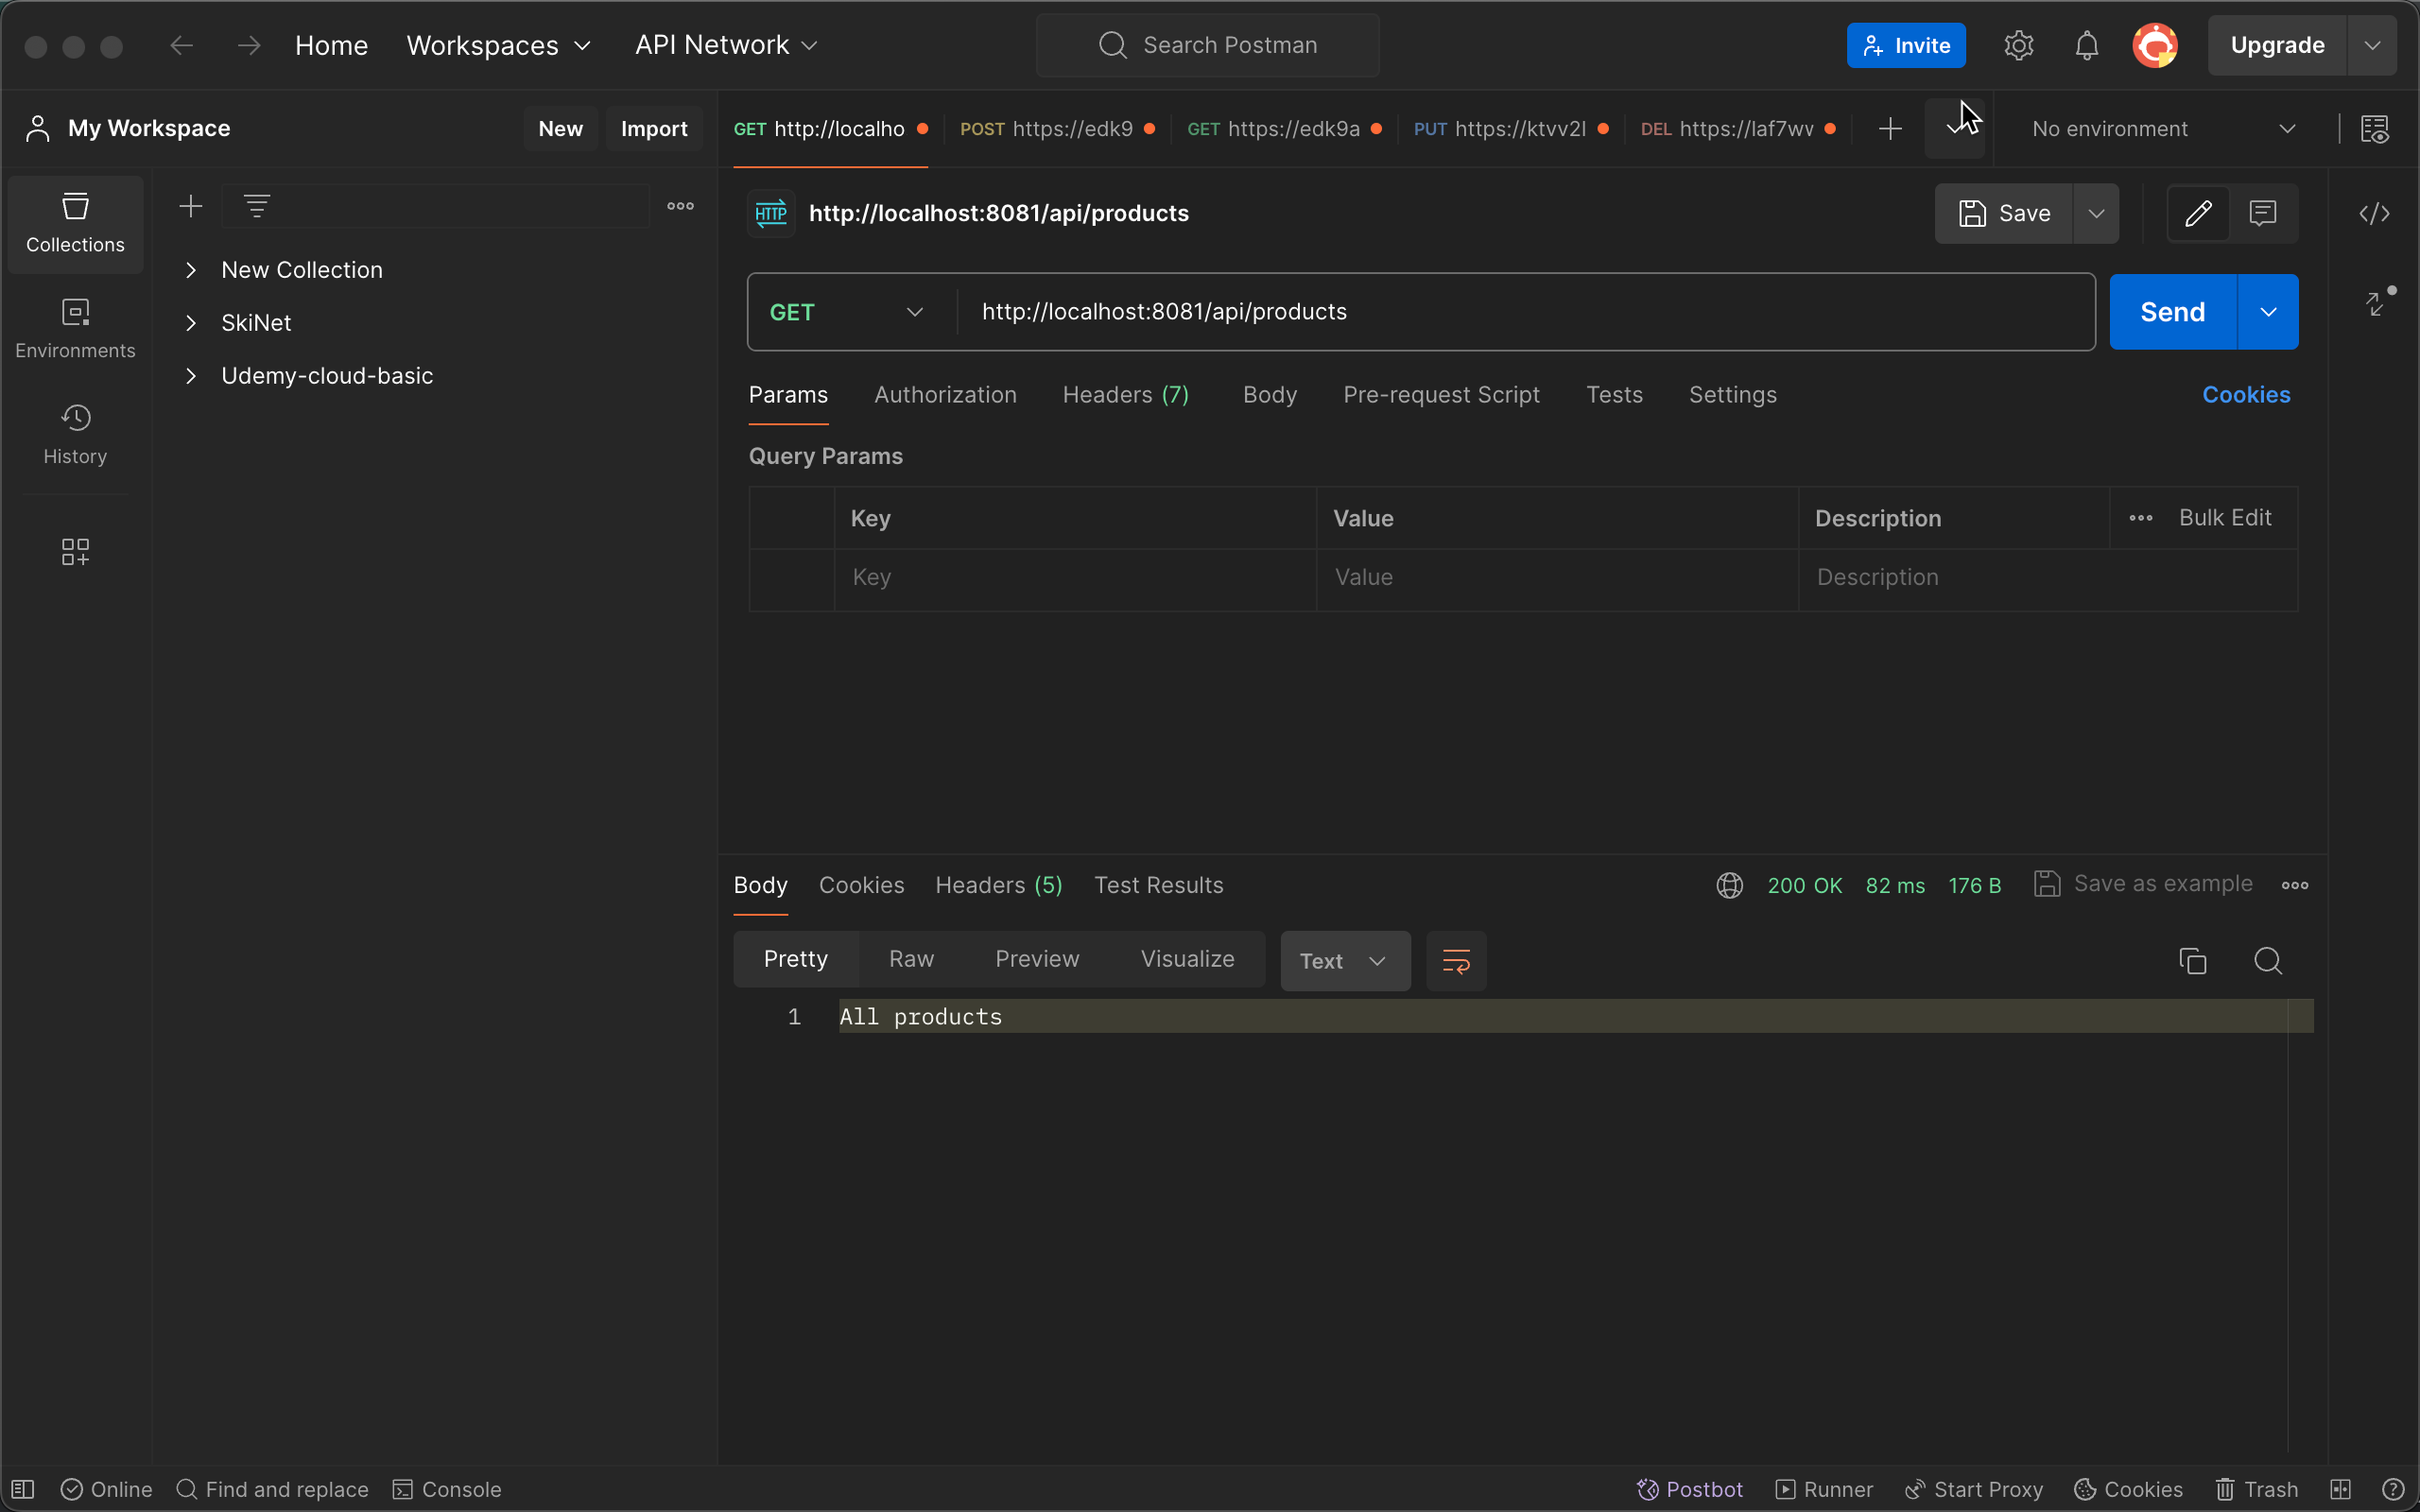 Home Workspaces API Network Search Postman Invite Upgrade
My Workspace New Import GET http://localho POST https://edk9 GET https://edk9a PUT https://ktvv2l DEL https://laf7wv No environment
Collections
HTTP http://localhost:8081/api/products Save
New Collection
Environments
SkiNet
GET http://localhost:8081/api/products Send
Udemy-cloud-basic
History
Params Authorization Headers (7) Body Pre-request Script Tests Settings Cookies
Query Params
Key Value Description Bulk Edit
Key Value Description
Body Cookies Headers (5) Test Results 200 OK 82 ms 176 B Save as example
Pretty Raw Preview Visualize Text
1 All products
Online Find and replace Console Postbot Runner Start Proxy Cookies Trash